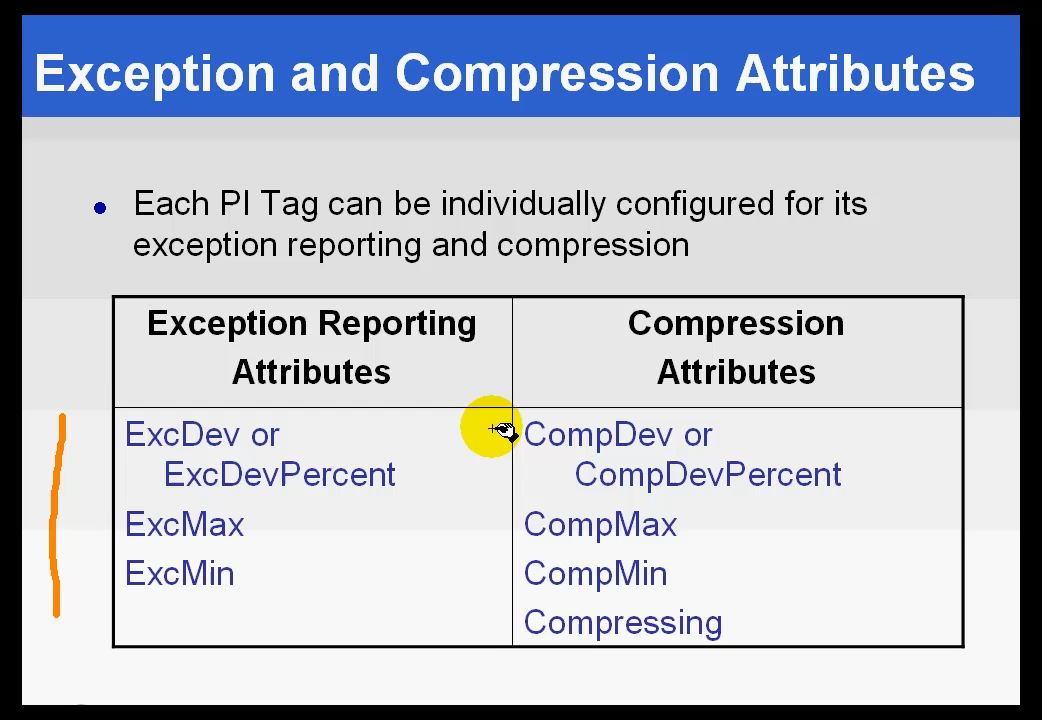 Exception and Compression Attributes
• Each PI Tag can be individually configured for its
exception reporting and compression
Exception Reporting
Attributes
Compression
Attributes
ExcDev or
ExcDevPercent
ExcMax
ExcMin
CompDev or
CompDevPercent
CompMax
CompMin
Compressing